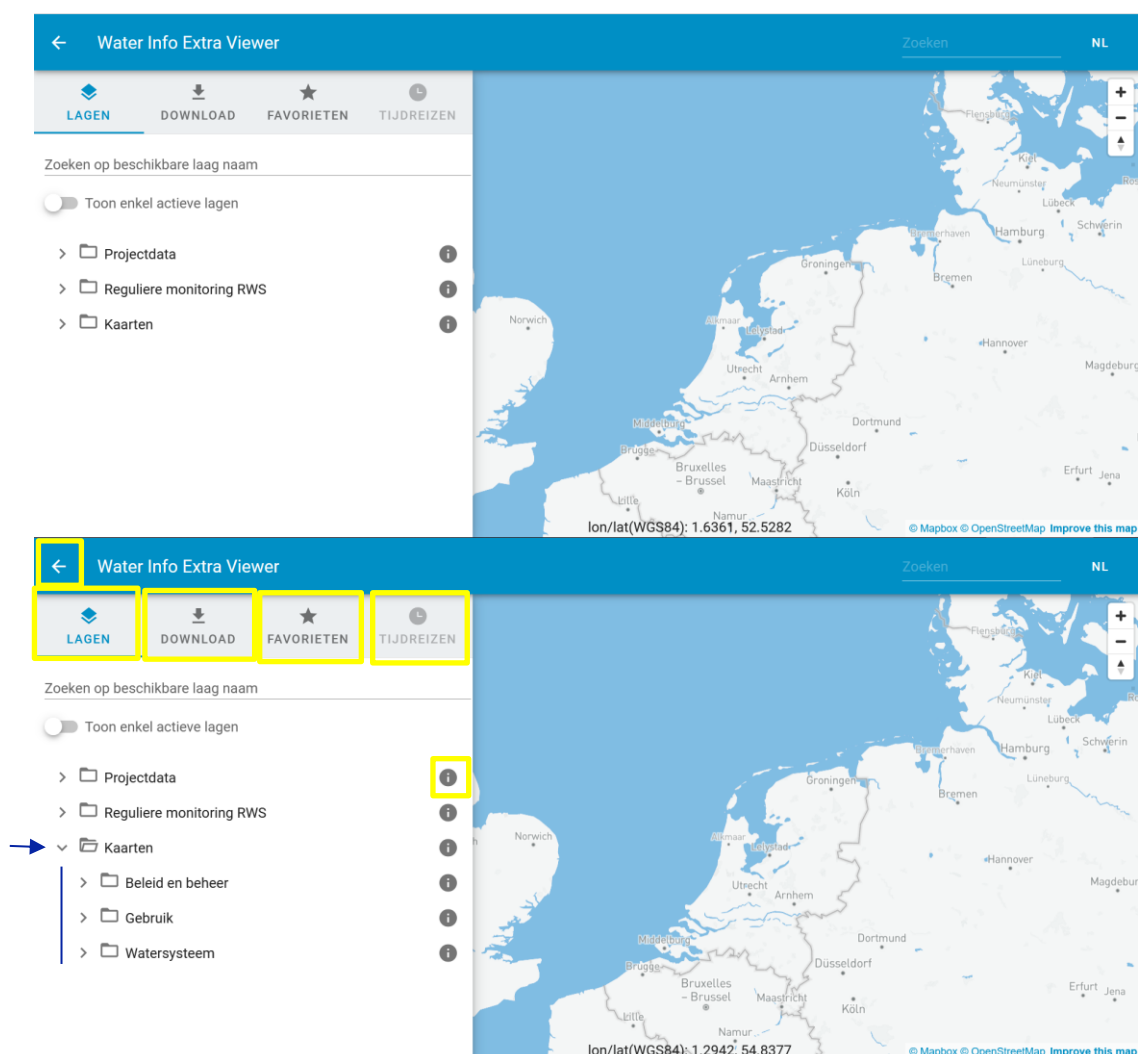 Water Info Extra Viewer
Zoeken
NL
LAGEN
DOWNLOAD
FAVORIETEN
TIJDREIZEN
Zoeken op beschikbare laag naam
Toon enkel actieve lagen
Projectdata
Reguliere monitoring RWS
Kaarten
Flensburg
Kiel
Neumünster
Lübeck
Schwerin
Bremerhaven
Hamburg
Lüneburg
Groningen
Bremen
Norwich
Alkmaar
Lelystad
Hannover
Utrecht
Arnhem
Magdeburg
Middelburg
Dortmund
Brugge
Düsseldorf
Bruxelles
- Brussel
Maastricht
Köln
Erfurt
Jena
Lille
Namur
lon/lat(WGS84): 1.6361, 52.5282
© Mapbox © OpenStreetMap Improve this map
Water Info Extra Viewer
Zoeken
NL
LAGEN
DOWNLOAD
FAVORIETEN
TIJDREIZEN
Zoeken op beschikbare laag naam
Toon enkel actieve lagen
Projectdata
Reguliere monitoring RWS
Kaarten
Beleid en beheer
Gebruik
Watersysteem
Flensburg
Kiel
Neumünster
Lübeck
Schwerin
Bremerhaven
Hamburg
Lüneburg
Groningen
Bremen
Norwich
Alkmaar
Lelystad
Hannover
Utrecht
Arnhem
Magdebur
Middelburg
Dortmund
Brugge
Düsseldorf
Bruxelles
- Brussel
Maastricht
Köln
Erfurt
Jena
Lille
Namur
lon/lat(WGS84): 1.2942, 54.8377
© Mapbox © OpenStreetMap Improve this map